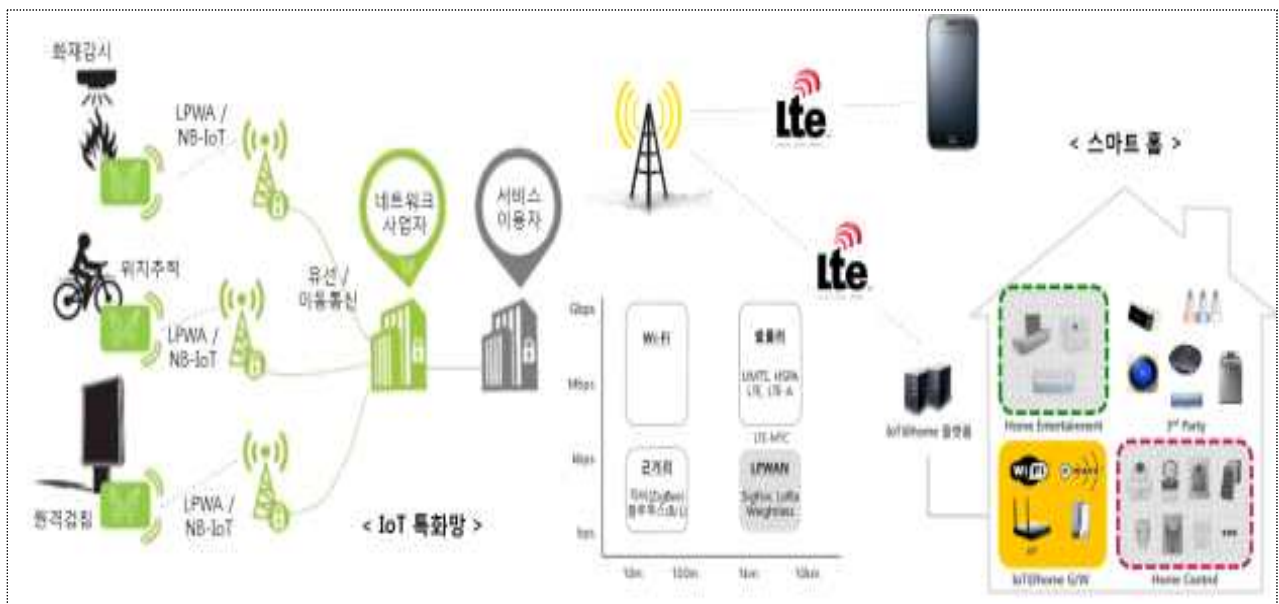 화재감시
LPWA /
NB-IoT
위치추적
LPWA /
NB-IoT
원격검침
LPWA /
NB-IoT
유선 /
이동통신
네트워크
사업자
서비스
이용자
< IoT 특화망 >
Lte
Lte
< 스마트 홈 >
Gbps
Mbps
kbps
bps
Wi-Fi
셀룰러
UMTS, HSPA
LTE, LTE-A
LTE-MTC
근거리
LPWAN
Sigfox, LoRa
Weightless
10m
100m
1km
10km
IoT@home 플랫폼
Home Entertainment
3rd Party
WiFi
AP
IoT@home G/W
Home Control